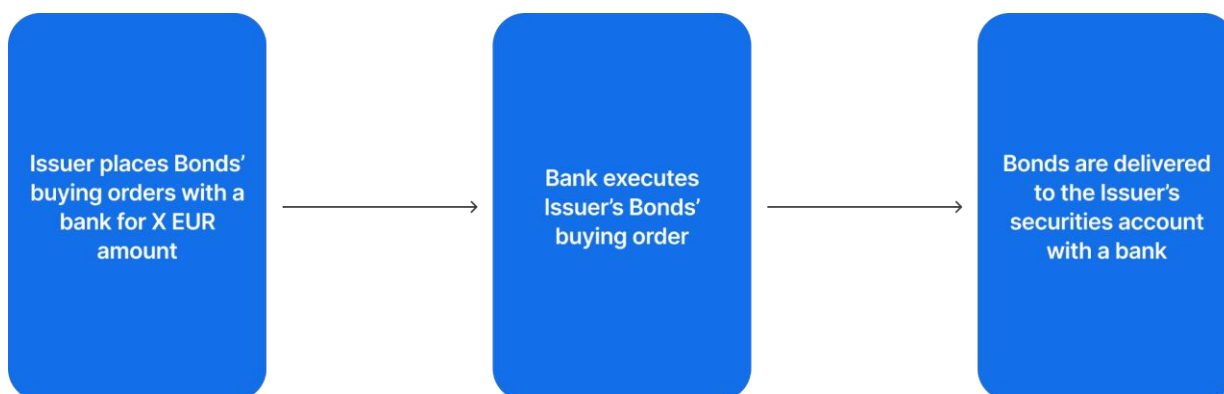 Issuer places Bonds’
buying orders with a
bank for X EUR
amount
Bank executes
Issuer’s Bonds’
buying order
Bonds are delivered
to the Issuer’s
securities account
with a bank